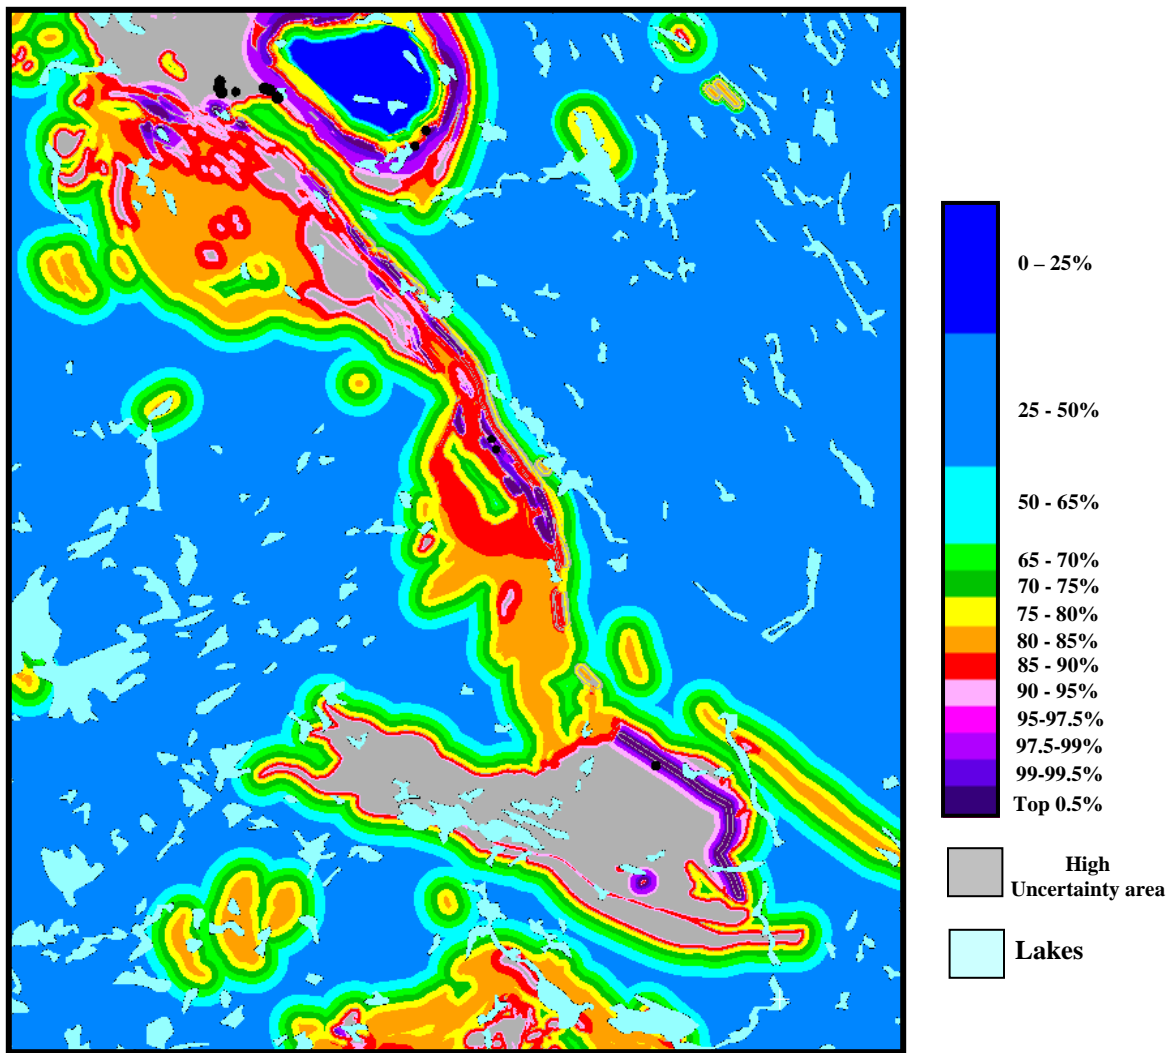 0 – 25%
25 - 50%
50 - 65%
65 - 70%
70 - 75%
75 - 80%
80 - 85%
85 - 90%
90 - 95%
95-97.5%
97.5-99%
99-99.5%
Top 0.5%
High
Uncertainty area
Lakes